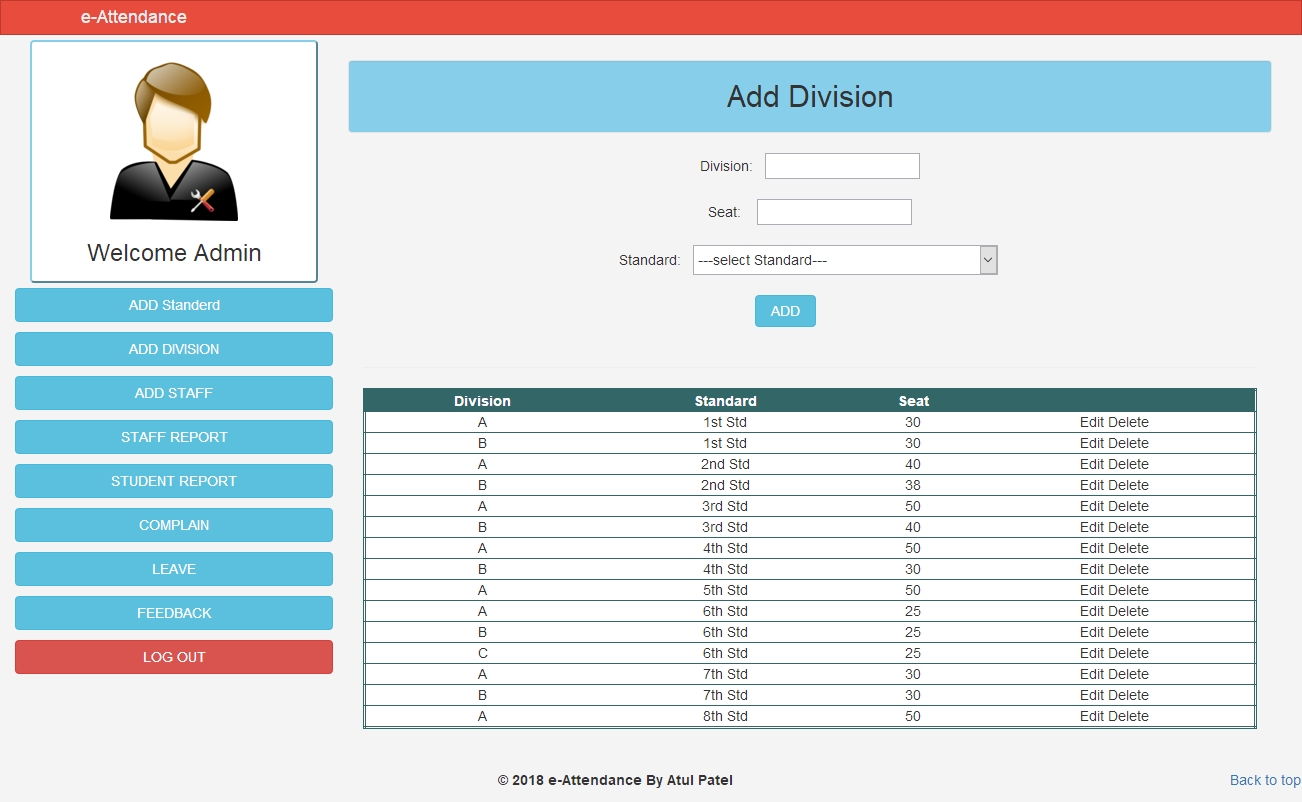 e-Attendance
Welcome Admin
ADD Standerd
ADD DIVISION
ADD STAFF
STAFF REPORT
STUDENT REPORT
COMPLAIN
LEAVE
FEEDBACK
LOG OUT
Add Division
Division:
Seat:
Standard: ---select Standard---
ADD
Division Standard Seat
A 1st Std 30 Edit Delete
B 1st Std 30 Edit Delete
A 2nd Std 40 Edit Delete
B 2nd Std 38 Edit Delete
A 3rd Std 50 Edit Delete
B 3rd Std 40 Edit Delete
A 4th Std 50 Edit Delete
B 4th Std 30 Edit Delete
A 5th Std 50 Edit Delete
A 6th Std 25 Edit Delete
B 6th Std 25 Edit Delete
C 6th Std 25 Edit Delete
A 7th Std 30 Edit Delete
B 7th Std 30 Edit Delete
A 8th Std 50 Edit Delete
© 2018 e-Attendance By Atul Patel
Back to top